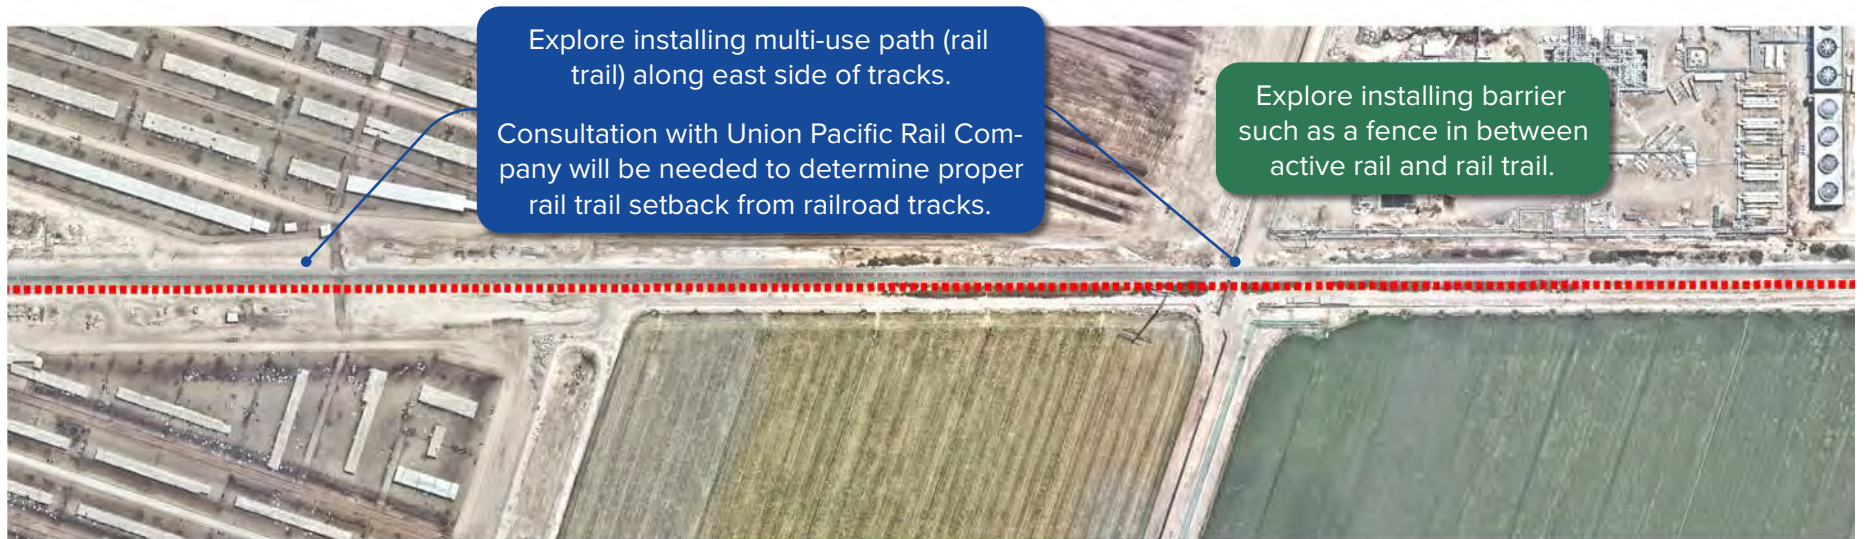 Explore installing multi-use path (rail
trail) along east side of tracks.
Consultation with Union Pacific Rail Com-
pany will be needed to determine proper
rail trail setback from railroad tracks.
Explore installing barrier
such as a fence in between
active rail and rail trail.